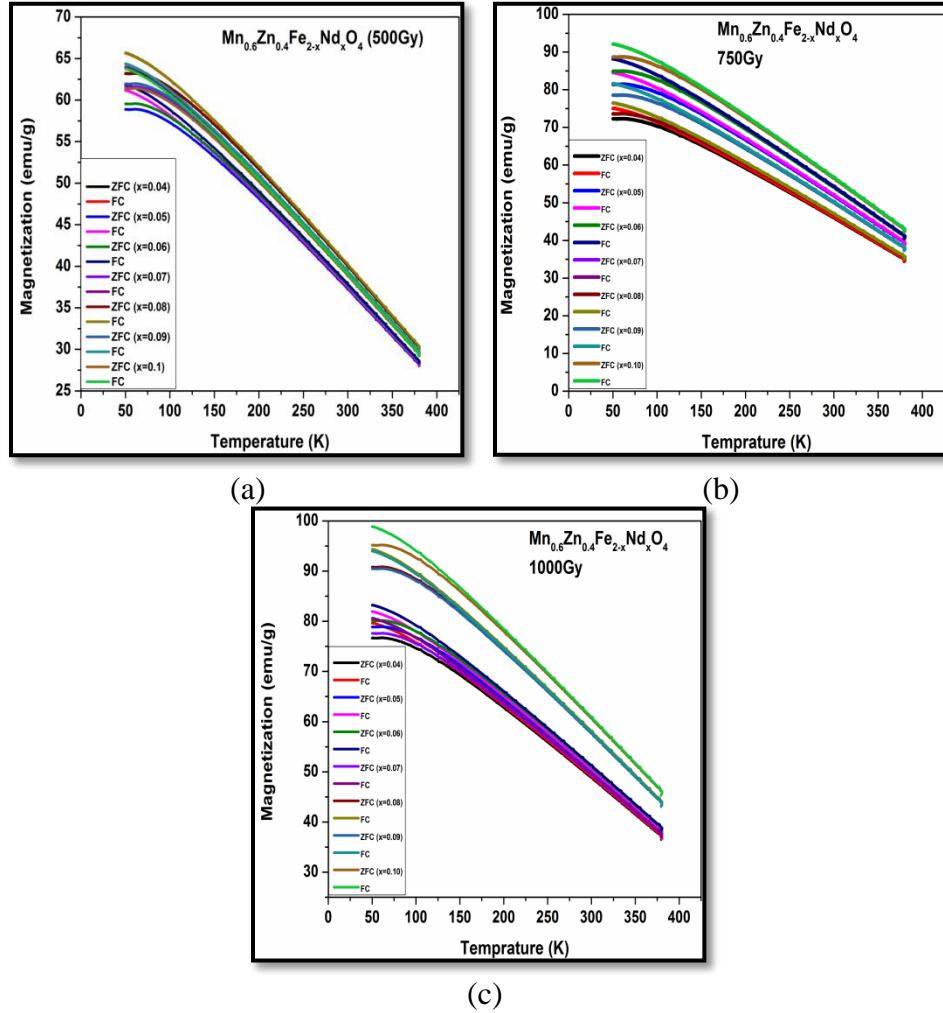 Mn0.6Zn0.4Fe2-xNdxO4 (500Gy)
Magnetization (emu/g)
70
65
60
55
50
45
40
35
30
25
ZFC (x=0.04)
FC
ZFC (x=0.05)
FC
ZFC (x=0.06)
FC
ZFC (x=0.07)
FC
ZFC (x=0.08)
FC
ZFC (x=0.09)
FC
ZFC (x=0.1)
FC
0 50 100 150 200 250 300 350 400
Temperature (K)
(a)
Mn0.6Zn0.4Fe2-xNdxO4
750Gy
Magnetization (emu/g)
100
90
80
70
60
50
40
30
20
10
0
ZFC (x=0.04)
FC
ZFC (x=0.05)
FC
ZFC (x=0.06)
FC
ZFC (x=0.07)
FC
ZFC (x=0.08)
FC
ZFC (x=0.09)
FC
ZFC (x=0.10)
FC
0 50 100 150 200 250 300 350 400
Temprature (K)
(b)
Mn0.6Zn0.4Fe2-xNdxO4
1000Gy
Magnetization (emu/g)
100
90
80
70
60
50
40
30
ZFC (x=0.04)
FC
ZFC (x=0.05)
FC
ZFC (x=0.06)
FC
ZFC (x=0.07)
FC
ZFC (x=0.08)
FC
ZFC (x=0.09)
FC
ZFC (x=0.10)
FC
0 50 100 150 200 250 300 350 400
Temprature (K)
(c)